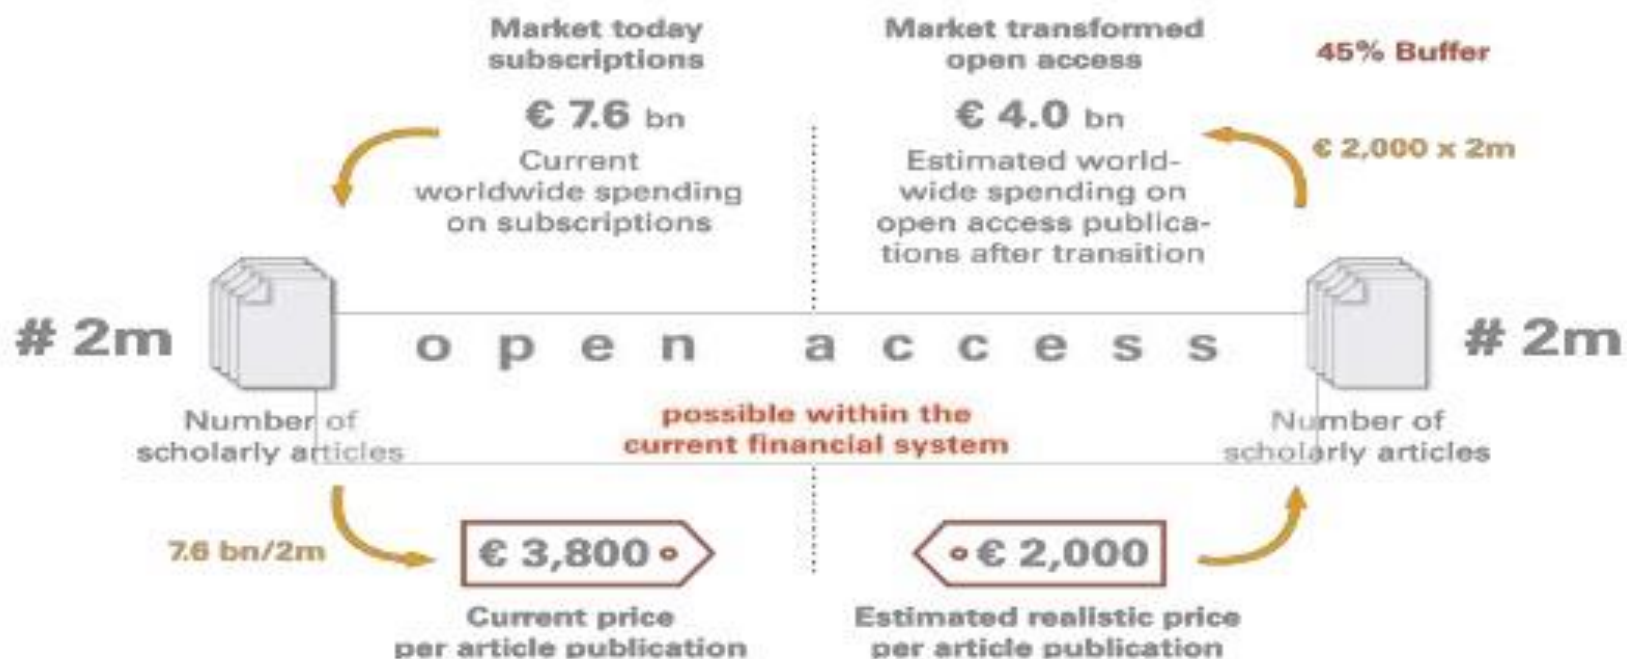 Market today
subscriptions
€ 7.6 bn
Current
worldwide spending
on subscriptions
Market transformed
open access
€ 4.0 bn
Estimated world-
wide spending on
open access publica-
tions after transition
45% Buffer
€ 2,000 x 2m
# 2m
Number of
scholarly articles
open access
possible within the
current financial system
# 2m
Number of
scholarly articles
7.6 bn/2m
€ 3,800
Current price
per article publication
€ 2,000
Estimated realistic price
per article publication